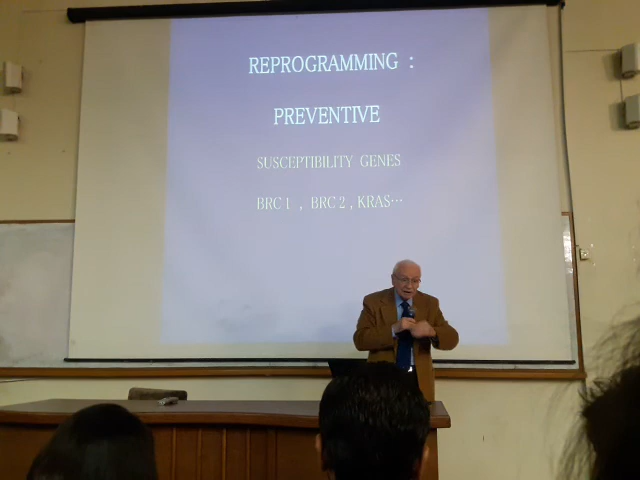 REPROGRAMMING :
PREVENTIVE
SUSCEPTIBILITY GENES
BRC 1 , BRC 2 , KRAS...